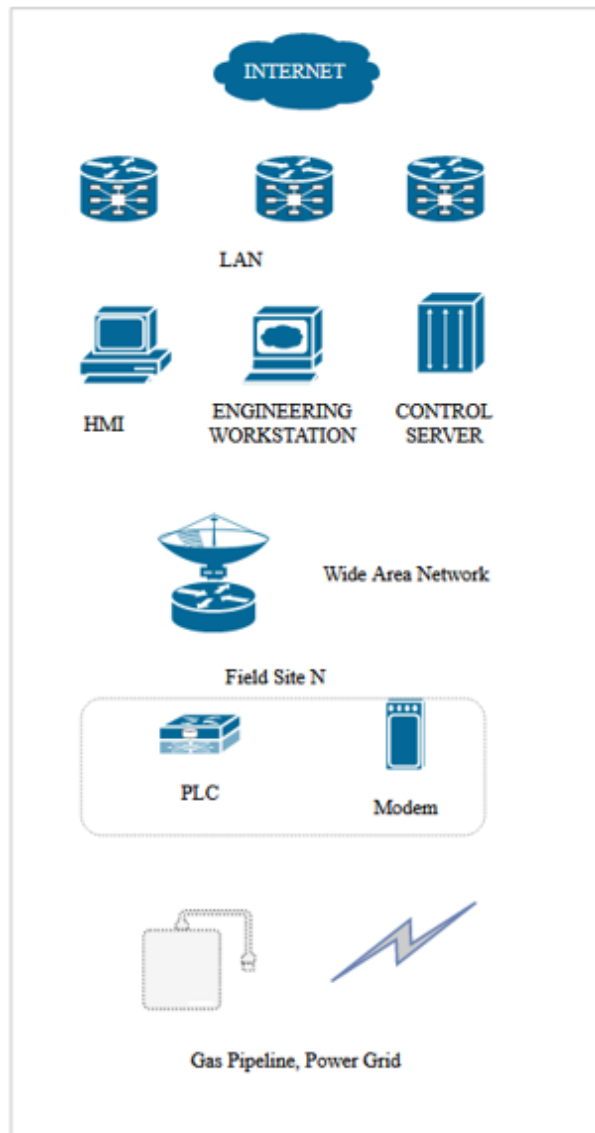 INTERNET
LAN
HMI
ENGINEERING
WORKSTATION
CONTROL
SERVER
Wide Area Network
Field Site N
PLC
Modem
Gas Pipeline, Power Grid